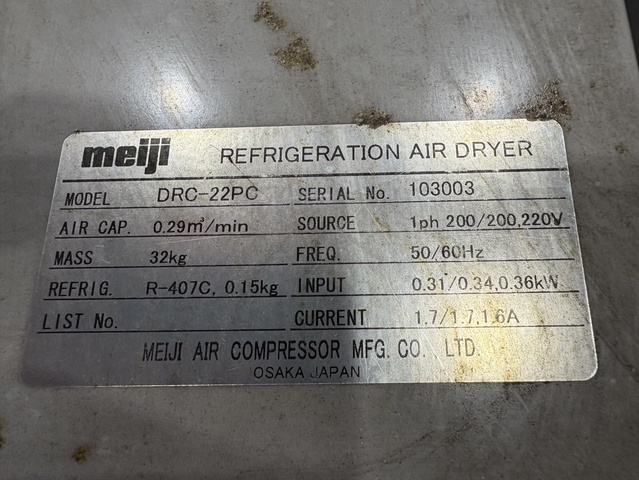 meiji REFRIGERATION AIR DRYER
MODEL DRC-22PC SERIAL No. 103003
AIR CAP. 0.29㎥/min SOURCE 1ph 200/200,220V
MASS 32kg FREQ. 50/60Hz
REFRIG. R-407C, 0.15kg INPUT 0.31/0.34,0.36kW
LIST No. CURRENT 1.7/1.7,1.6A
MEIJI AIR COMPRESSOR MFG. CO. LTD.
OSAKA JAPAN